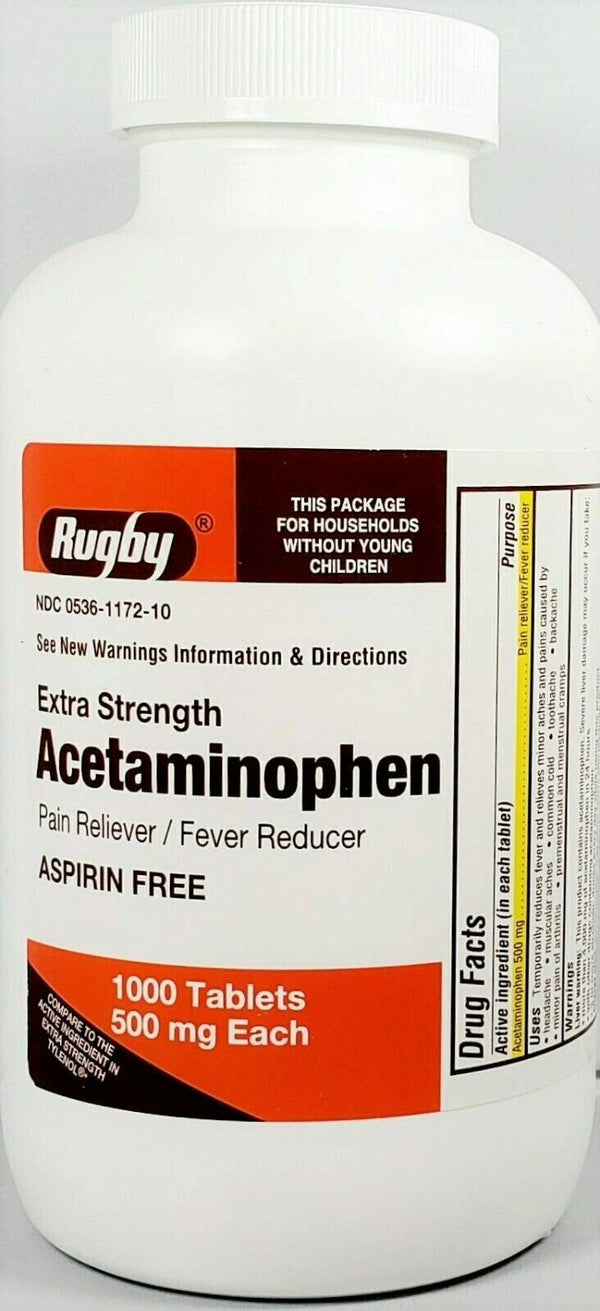 Rugby®
THIS PACKAGE
FOR HOUSEHOLDS
WITHOUT YOUNG
CHILDREN
NDC 0536-1172-10
See New Warnings Information & Directions
Extra Strength
Acetaminophen
Pain Reliever / Fever Reducer
ASPIRIN FREE
1000 Tablets
500 mg Each
COMPARE TO THE
ACTIVE INGREDIENT IN
EXTRA STRENGTH
TYLENOL®*
Drug Facts
Active ingredient (in each tablet) Purpose
Acetaminophen 500 mg Pain reliever/Fever reducer
Uses Temporarily reduces fever and relieves minor aches and pains caused by
• headache • muscular aches • common cold • toothache • backache
• minor pain of arthritis • premenstrual and menstrual cramps
Warnings
Liver warning: This product contains acetaminophen. Severe liver damage may occur if you take: